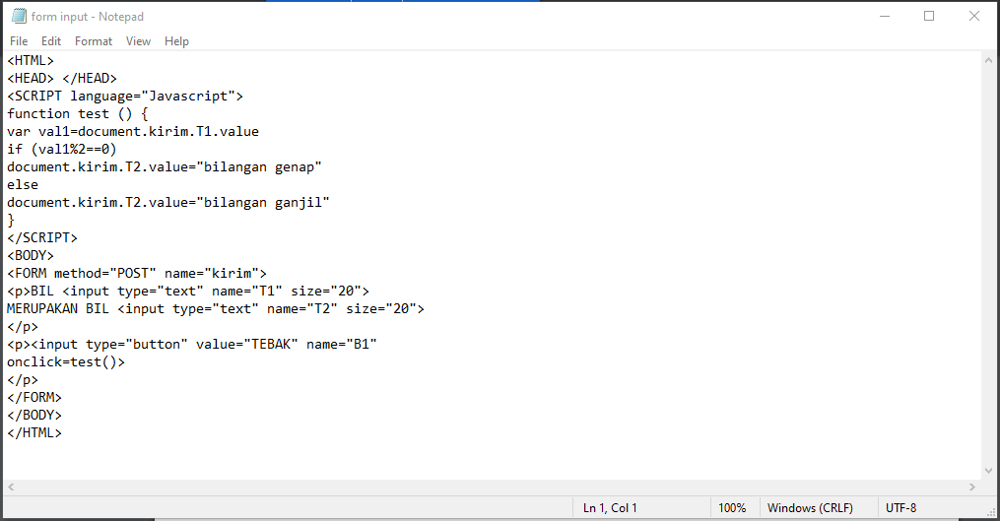 form input - Notepad
File Edit Format View Help
<HTML>
<HEAD> </HEAD>
<SCRIPT language="Javascript">
function test () {
var val1=document.kirim.T1.value
if (val1%2==0)
document.kirim.T2.value="bilangan genap"
else
document.kirim.T2.value="bilangan ganjil"
}
</SCRIPT>
<BODY>
<FORM method="POST" name="kirim">
<p>BIL <input type="text" name="T1" size="20">
MERUPAKAN BIL <input type="text" name="T2" size="20">
</p>
<p><input type="button" value="TEBAK" name="B1"
onclick=test()>
</p>
</FORM>
</BODY>
</HTML>
Ln 1, Col 1 100% Windows (CRLF) UTF-8